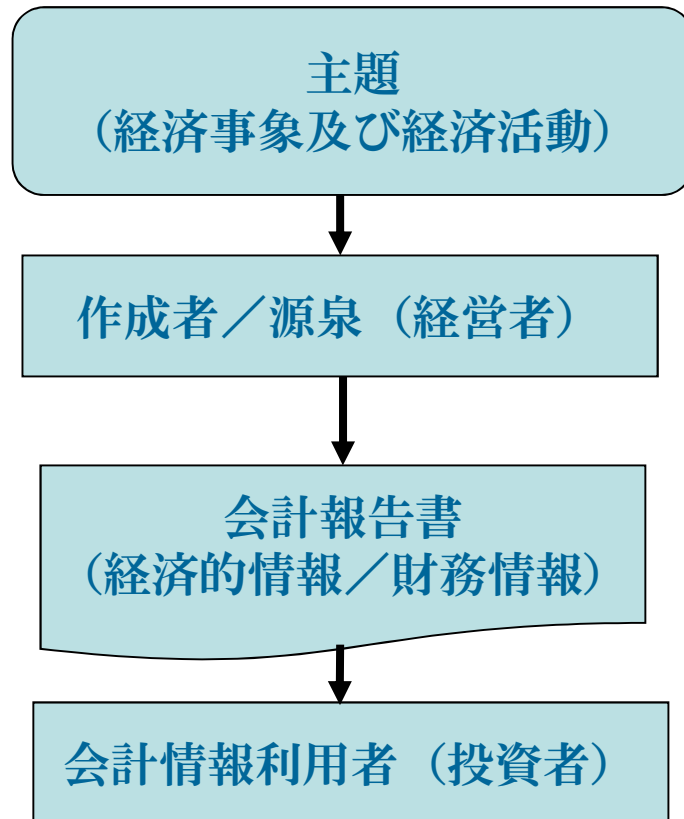 主題
（経済事象及び経済活動）
作成者／源泉（経営者）
会計報告書
（経済的情報／財務情報）
会計情報利用者（投資者）